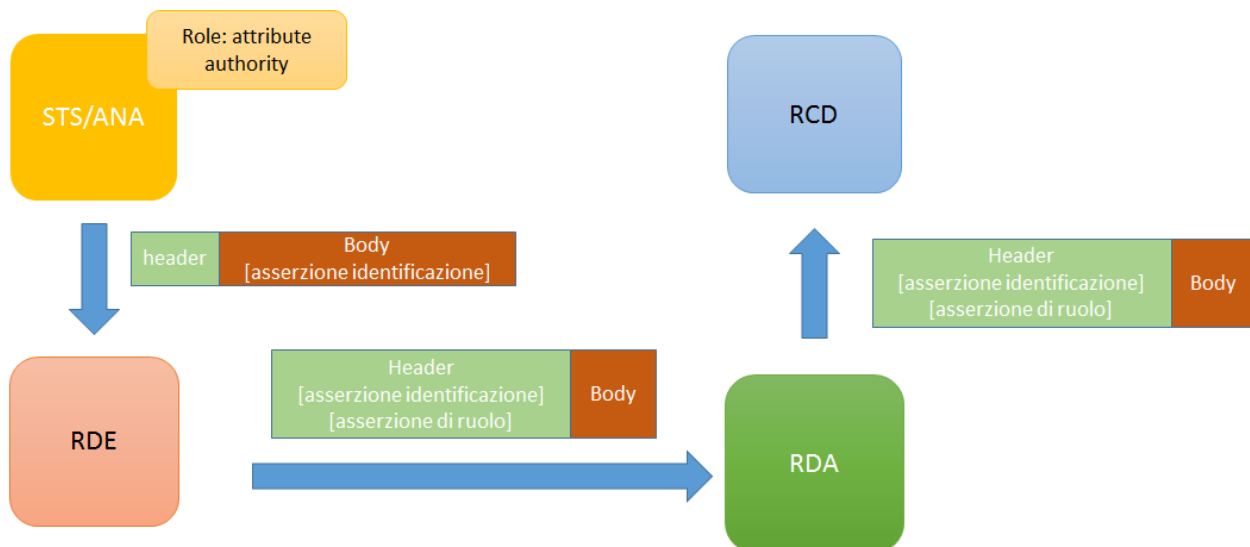 Role: attribute
authority
STS/ANA
RCD
header
Body
[asserzione identificazione]
Header
[asserzione identificazione]
[asserzione di ruolo]
Body
Header
[asserzione identificazione]
[asserzione di ruolo]
Body
RDE
RDA